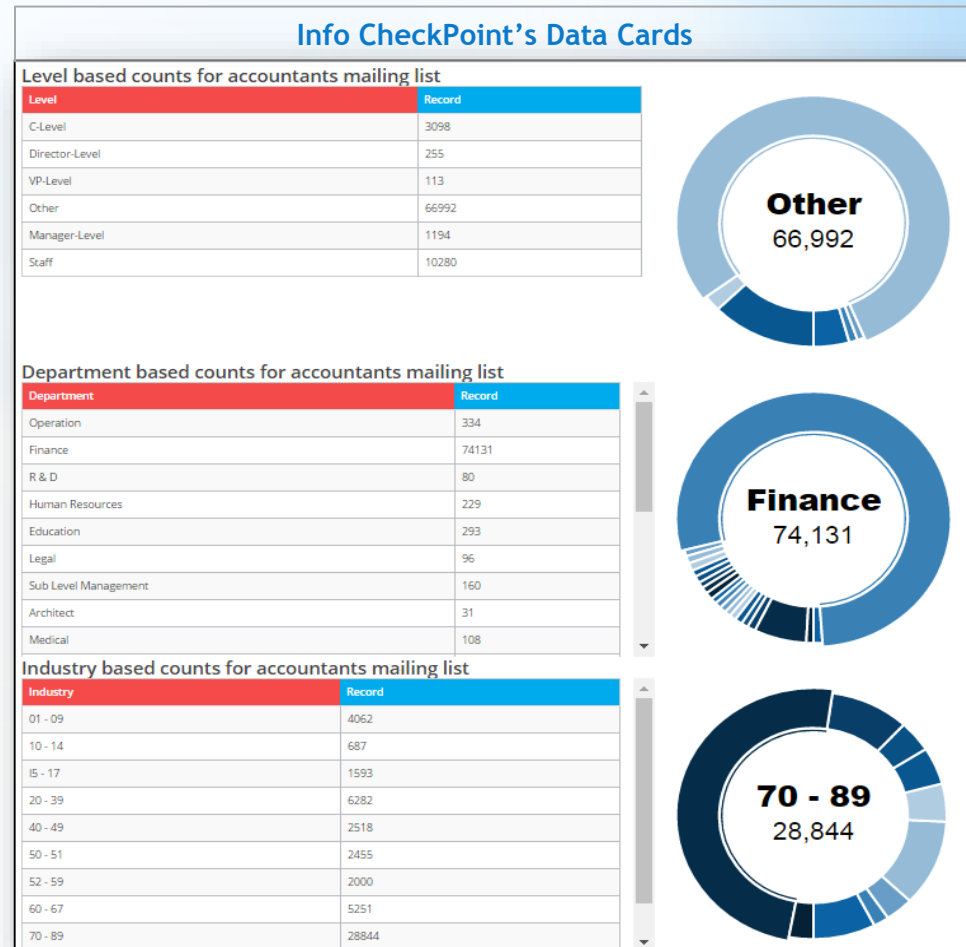 Info CheckPoint's Data Cards
Level based counts for accountants mailing list
Level Record
C-Level 3098
Director-Level 255
VP-Level 113
Other 66992
Manager-Level 1194
Staff 10280
Other
66,992
Department based counts for accountants mailing list
Department Record
Operation 334
Finance 74131
R & D 80
Human Resources 229
Education 293
Legal 96
Sub Level Management 160
Architect 31
Medical 108
Finance
74,131
Industry based counts for accountants mailing list
Industry Record
01 - 09 4062
10 - 14 687
I5 - 17 1593
20 - 39 6282
40 - 49 2518
50 - 51 2455
52 - 59 2000
60 - 67 5251
70 - 89 28844
70 - 89
28,844